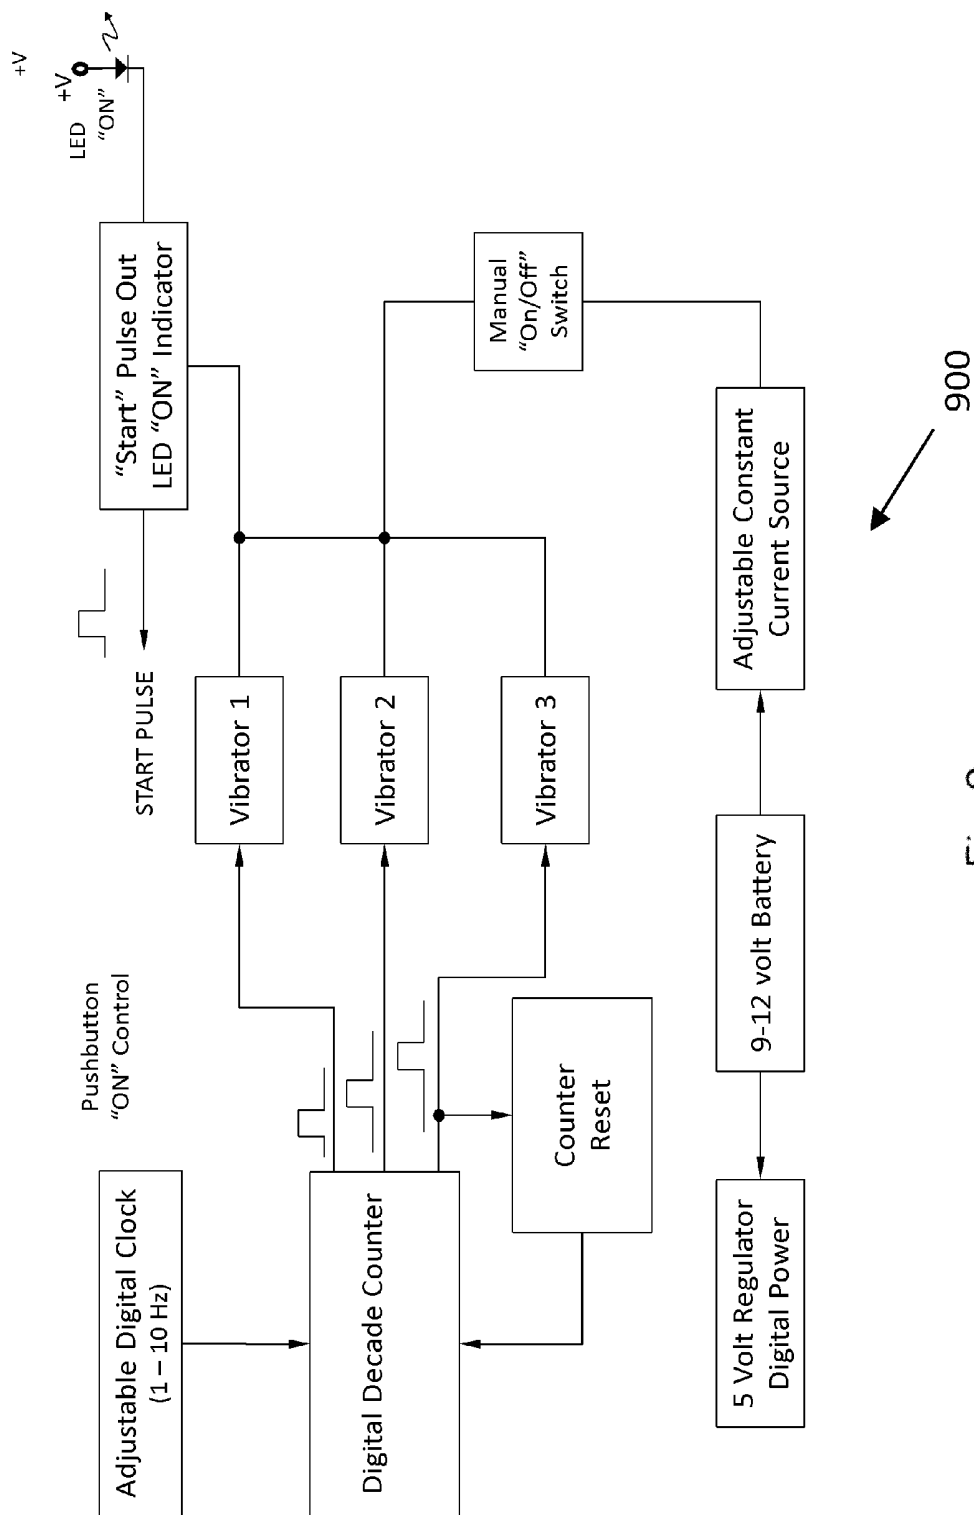 Adjustable Digital Clock
(1 – 10 Hz)
Pushbutton
“ON” Control
START PULSE
“Start” Pulse Out
LED “ON” Indicator
LED
“ON”
+V
+V
Digital Decade Counter
Vibrator 1
Vibrator 2
Vibrator 3
Counter
Reset
Manual
“On/Off”
Switch
5 Volt Regulator
Digital Power
9-12 volt Battery
Adjustable Constant
Current Source
900